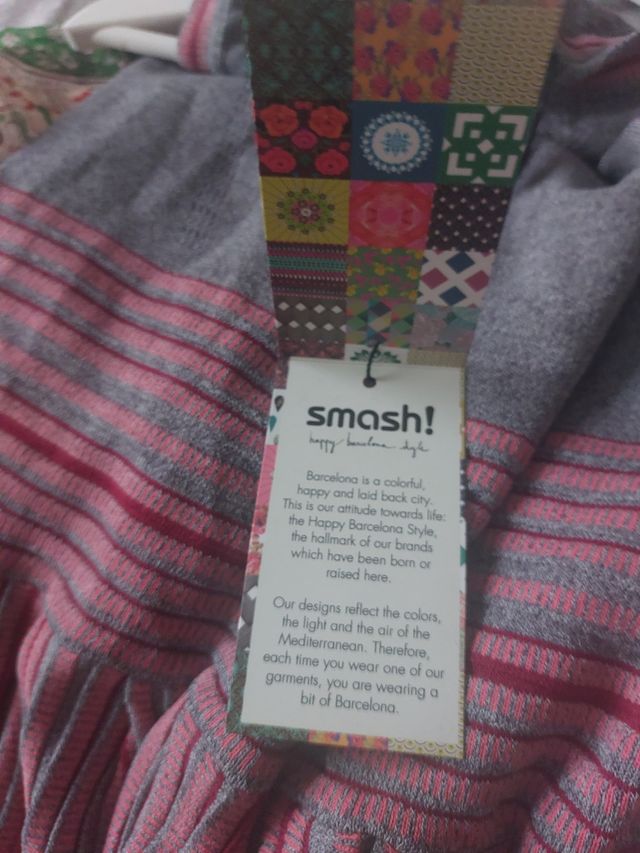 smash!
happy barcelona style
Barcelona is a colorful,
happy and laid back city.
This is our attitude towards life:
the Happy Barcelona Style,
the hallmark of our brands
which have been born or
raised here.
Our designs reflect the colors,
the light and the air of the
Mediterranean. Therefore,
each time you wear one of our
garments, you are wearing a
bit of Barcelona.